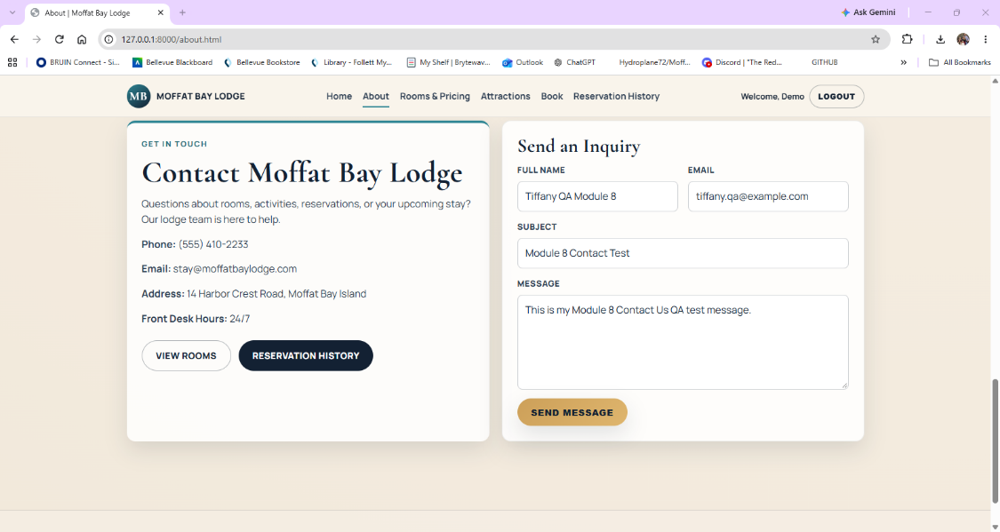 About | Moffat Bay Lodge
Ask Gemini
127.0.0.1:8000/about.html
BRUIN Connect - Si...
Bellevue Blackboard
Bellevue Bookstore
Library - Follett My...
My Shelf | Brytewav...
Outlook
ChatGPT
Hydroplane72/Moff...
Discord | "The Red...
GITHUB
All Bookmarks
MB
MOFFAT BAY LODGE
Home
About
Rooms & Pricing
Attractions
Book
Reservation History
Welcome, Demo
LOGOUT
GET IN TOUCH
Contact Moffat Bay Lodge
Questions about rooms, activities, reservations, or your upcoming stay?
Our lodge team is here to help.
Phone: (555) 410-2233
Email: stay@moffatbaylodge.com
Address: 14 Harbor Crest Road, Moffat Bay Island
Front Desk Hours: 24/7
VIEW ROOMS
RESERVATION HISTORY
Send an Inquiry
FULL NAME
EMAIL
Tiffany QA Module 8
tiffany.qa@example.com
SUBJECT
Module 8 Contact Test
MESSAGE
This is my Module 8 Contact Us QA test message.
SEND MESSAGE